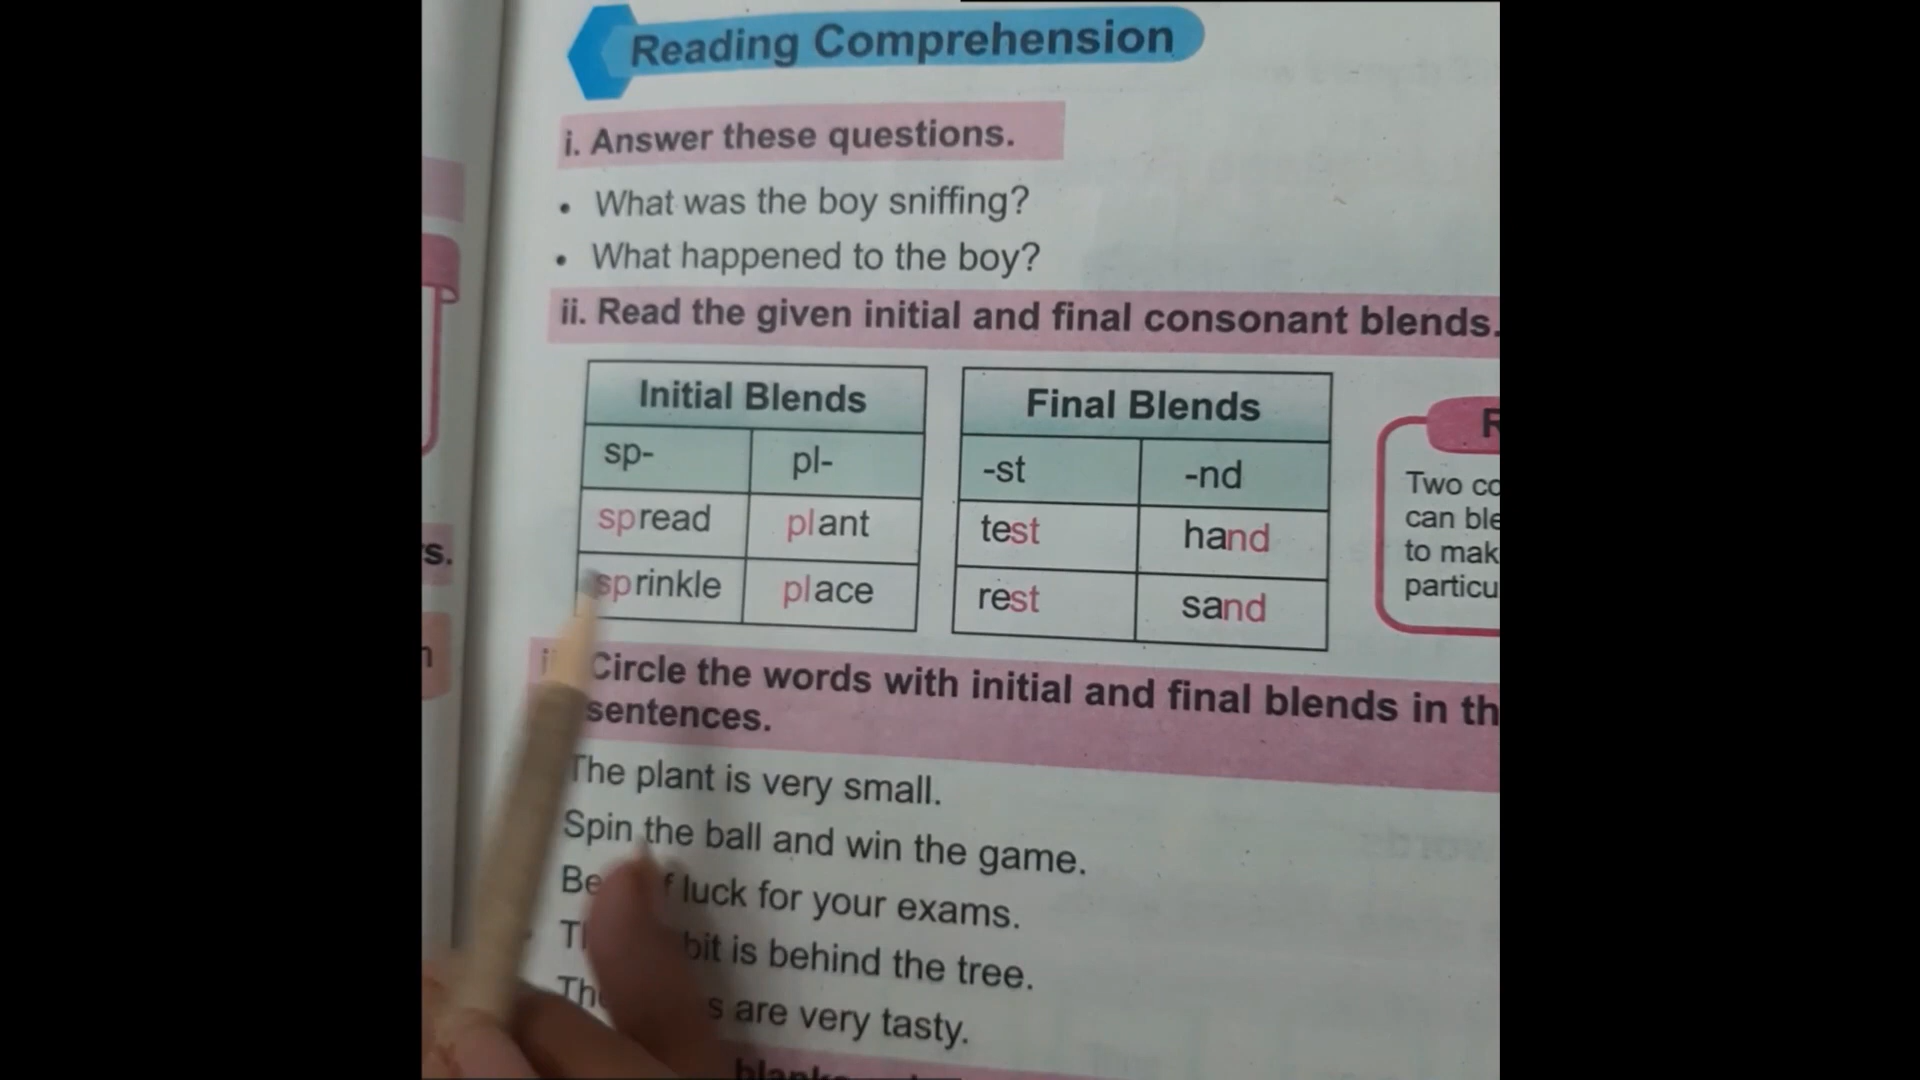 Reading Comprehension
i. Answer these questions.
• What was the boy sniffing?
• What happened to the boy?
ii. Read the given initial and final consonant blends.
Initial Blends
sp- pl-
spread plant
sprinkle place
Final Blends
-st -nd
test hand
rest sand
Two
can
to
s.
Circle the words with initial and final blends in
sentences.
The plant is very small.
Spin the ball and win the game.
luck for your exams.
is behind the tree.
are very tasty.